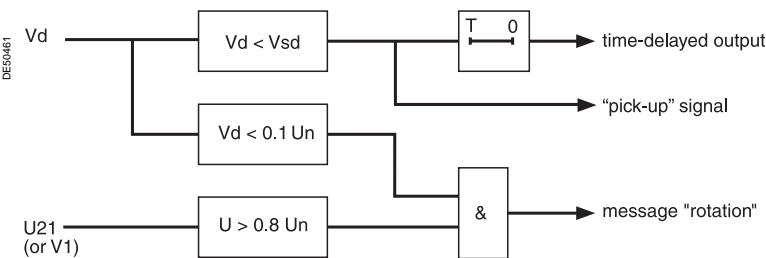 DE50461
Vd
Vd < Vsd
T 0
time-delayed output
“pick-up” signal
Vd < 0.1 Un
U21
(or V1)
U > 0.8 Un
&
message "rotation"